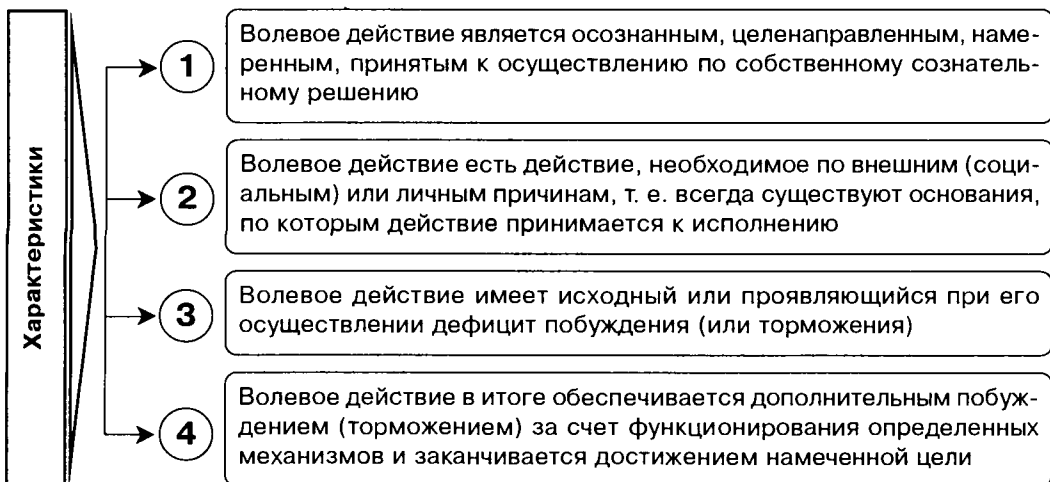 Характеристики
1
Волевое действие является осознанным, целенаправленным, наме-
ренным, принятым к осуществлению по собственному сознатель-
ному решению
2
Волевое действие есть действие, необходимое по внешним (соци-
альным) или личным причинам, т. е. всегда существуют основания,
по которым действие принимается к исполнению
3
Волевое действие имеет исходный или проявляющийся при его
осуществлении дефицит побуждения (или торможения)
4
Волевое действие в итоге обеспечивается дополнительным побуж-
дением (торможением) за счет функционирования определенных
механизмов и заканчивается достижением намеченной цели